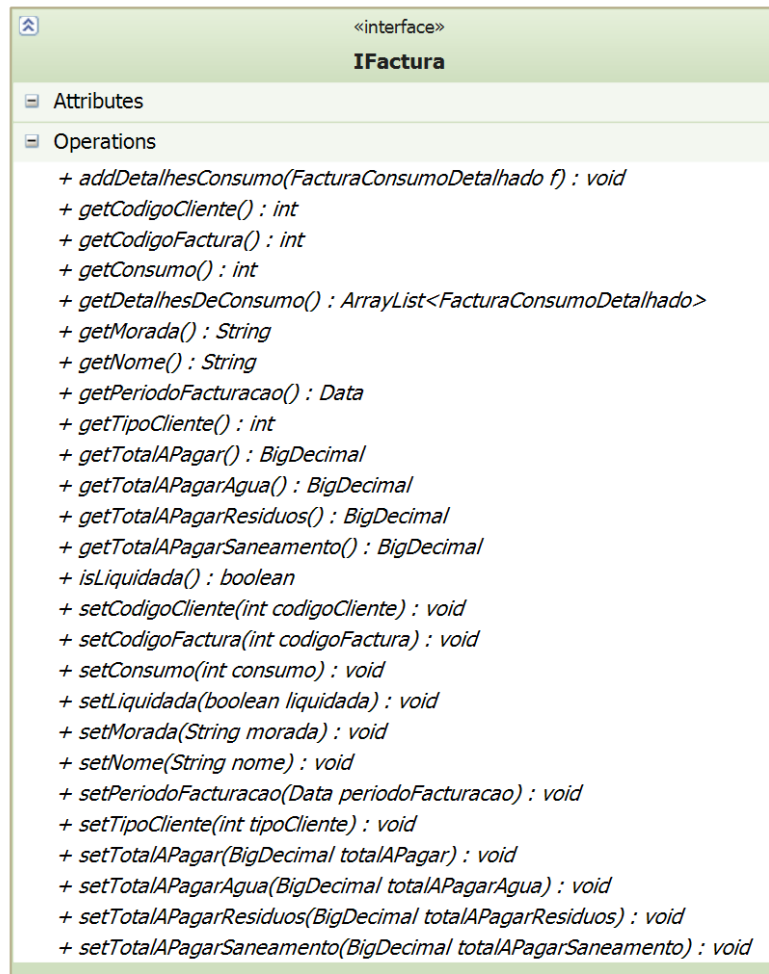 «interface»
IFactura
Attributes
Operations
+ addDetalhesConsumo(FacturaConsumoDetalhado f) : void
+ getCodigoCliente() : int
+ getCodigoFactura() : int
+ getConsumo() : int
+ getDetalhesDeConsumo() : ArrayList<FacturaConsumoDetalhado>
+ getMorada() : String
+ getNome() : String
+ getPeriodoFacturacao() : Data
+ getTipoCliente() : int
+ getTotalAPagar() : BigDecimal
+ getTotalAPagarAgua() : BigDecimal
+ getTotalAPagarResiduos() : BigDecimal
+ getTotalAPagarSaneamento() : BigDecimal
+ isLiquidada() : boolean
+ setCodigoCliente(int codigoCliente) : void
+ setCodigoFactura(int codigoFactura) : void
+ setConsumo(int consumo) : void
+ setLiquidada(boolean liquidada) : void
+ setMorada(String morada) : void
+ setNome(String nome) : void
+ setPeriodoFacturacao(Data periodoFacturacao) : void
+ setTipoCliente(int tipoCliente) : void
+ setTotalAPagar(BigDecimal totalAPagar) : void
+ setTotalAPagarAgua(BigDecimal totalAPagarAgua) : void
+ setTotalAPagarResiduos(BigDecimal totalAPagarResiduos) : void
+ setTotalAPagarSaneamento(BigDecimal totalAPagarSaneamento) : void